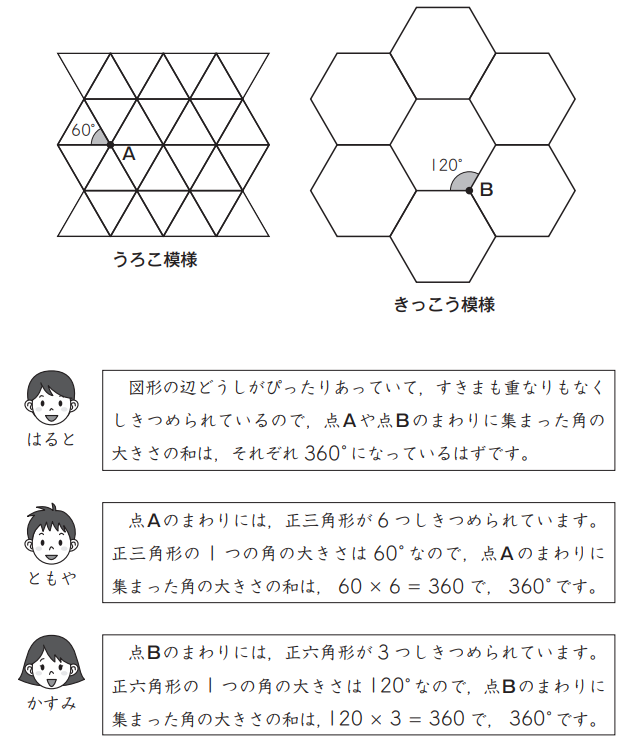 60°
A
うろこ模様
120°
B
きっこう模様
はると
図形の辺どうしがぴったりあっていて，すきまも重なりもなく
しきつめられているので，点Aや点Bのまわりに集まった角の
大きさの和は，それぞれ360°になっているはずです。
ともや
点Aのまわりには，正三角形が6つしきつめられています。
正三角形の1つの角の大きさは60°なので，点Aのまわりに
集まった角の大きさの和は，60 × 6 = 360で，360°です。
かすみ
点Bのまわりには，正六角形が3つしきつめられています。
正六角形の1つの角の大きさは120°なので，点Bのまわりに
集まった角の大きさの和は，120 × 3 = 360で，360°です。